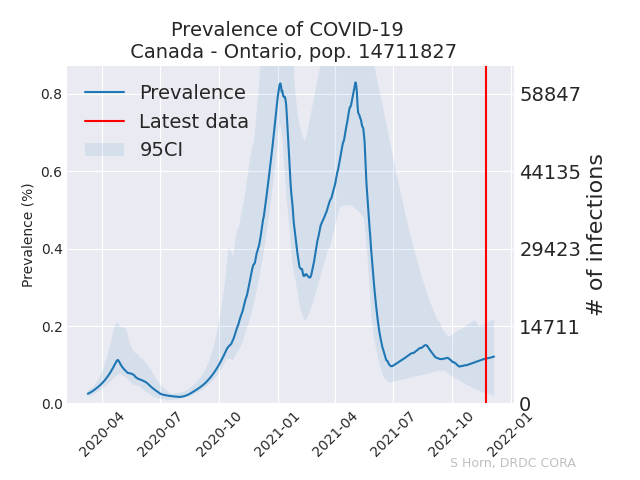 Prevalence of COVID-19
Canada - Ontario, pop. 14711827
Prevalence
Latest data
95CI
Prevalence (%)
0.8
0.6
0.4
0.2
0.0
58847
44135
29423
14711
0
# of infections
2020-04
2020-07
2020-10
2021-01
2021-04
2021-07
2021-10
2022-01
S Horn, DRDC CORA